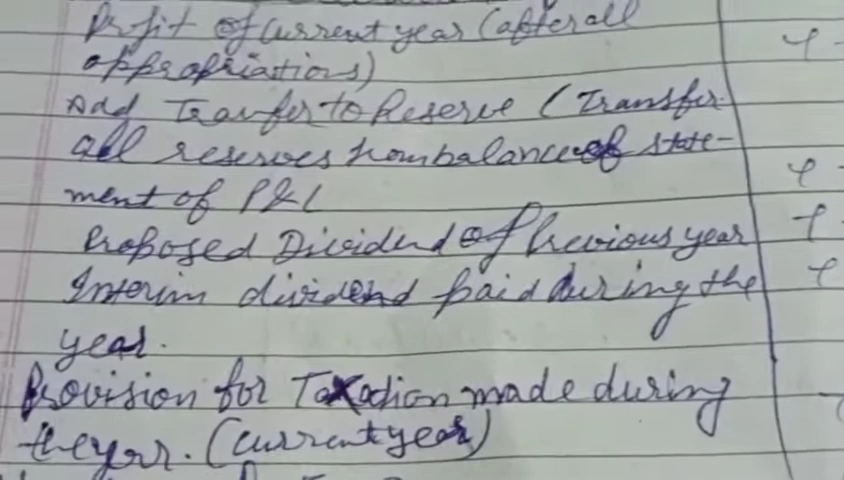 Profit of current year (after all
appropriations)
Add Tranfer to Reserve ( Transfer
all reserves from balance of state-
ment of P&L
Proposed Dividend of Previous year
Interim dividend paid during the
year.
Provision for Taxation made during
the year. (current year)